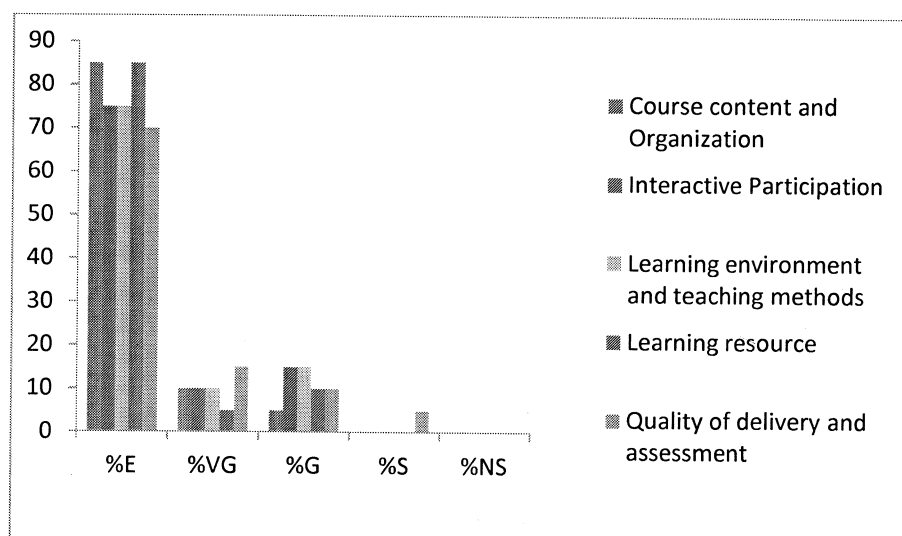 90
80
70
60
50
40
30
20
10
0
%E %VG %G %S %NS
Course content and
Organization
Interactive Participation
Learning environment
and teaching methods
Learning resource
Quality of delivery and
assessment